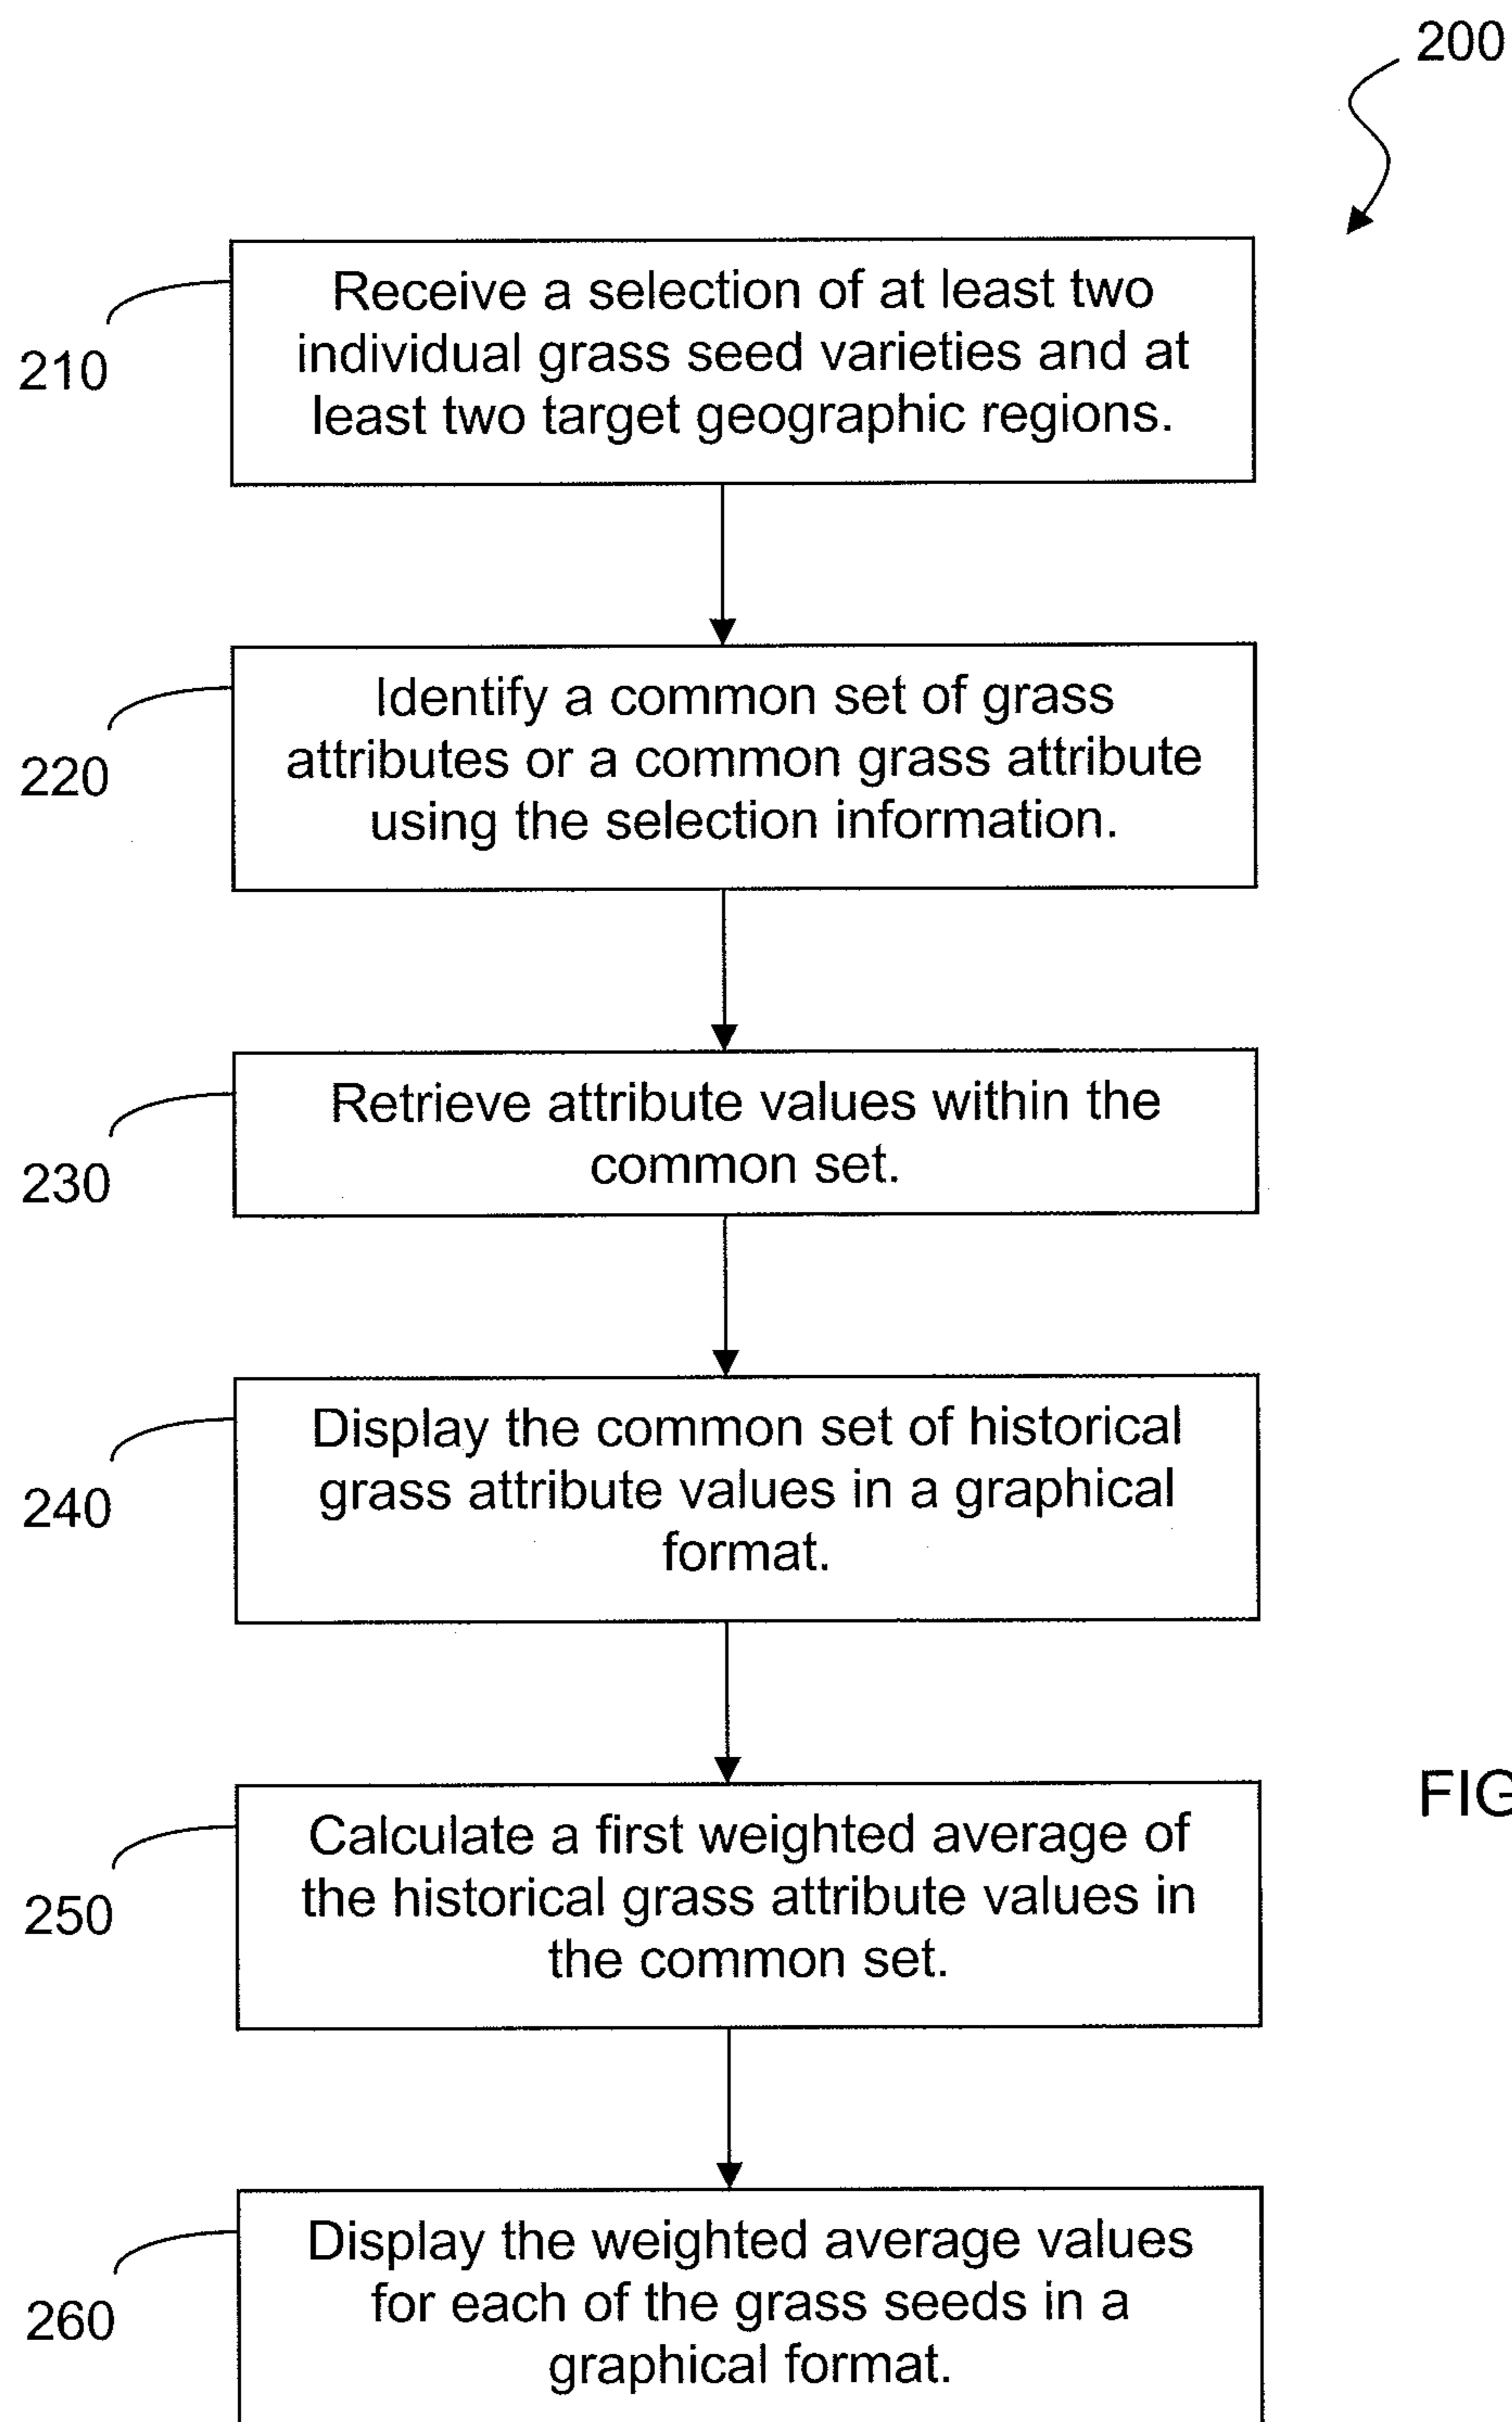 200
210
Receive a selection of at least two
individual grass seed varieties and at
least two target geographic regions.
220
Identify a common set of grass
attributes or a common grass attribute
using the selection information.
230
Retrieve attribute values within the
common set.
240
Display the common set of historical
grass attribute values in a graphical
format.
FIG
250
Calculate a first weighted average of
the historical grass attribute values in
the common set.
260
Display the weighted average values
for each of the grass seeds in a
graphical format.